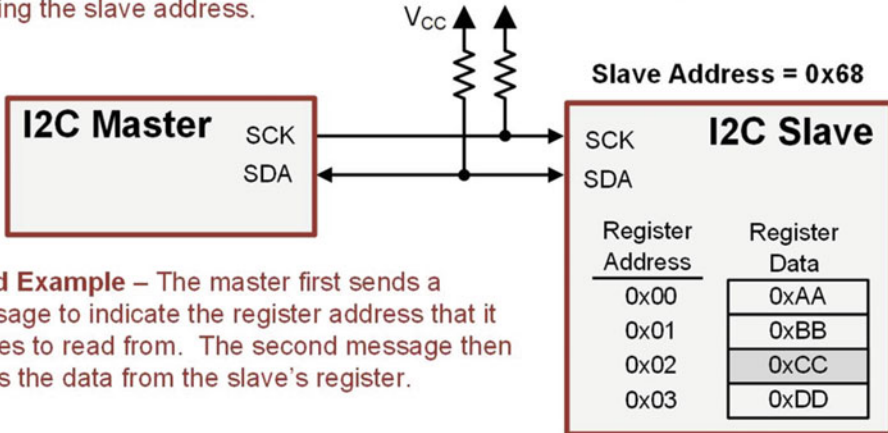 ing the slave address.
VCC
Slave Address = 0x68
I2C Master
SCK
SDA
I2C Slave
SCK
SDA
Register Address
Register Data
0x00 0xAA
0x01 0xBB
0x02 0xCC
0x03 0xDD
d Example – The master first sends a
sage to indicate the register address that it
es to read from. The second message then
s the data from the slave's register.